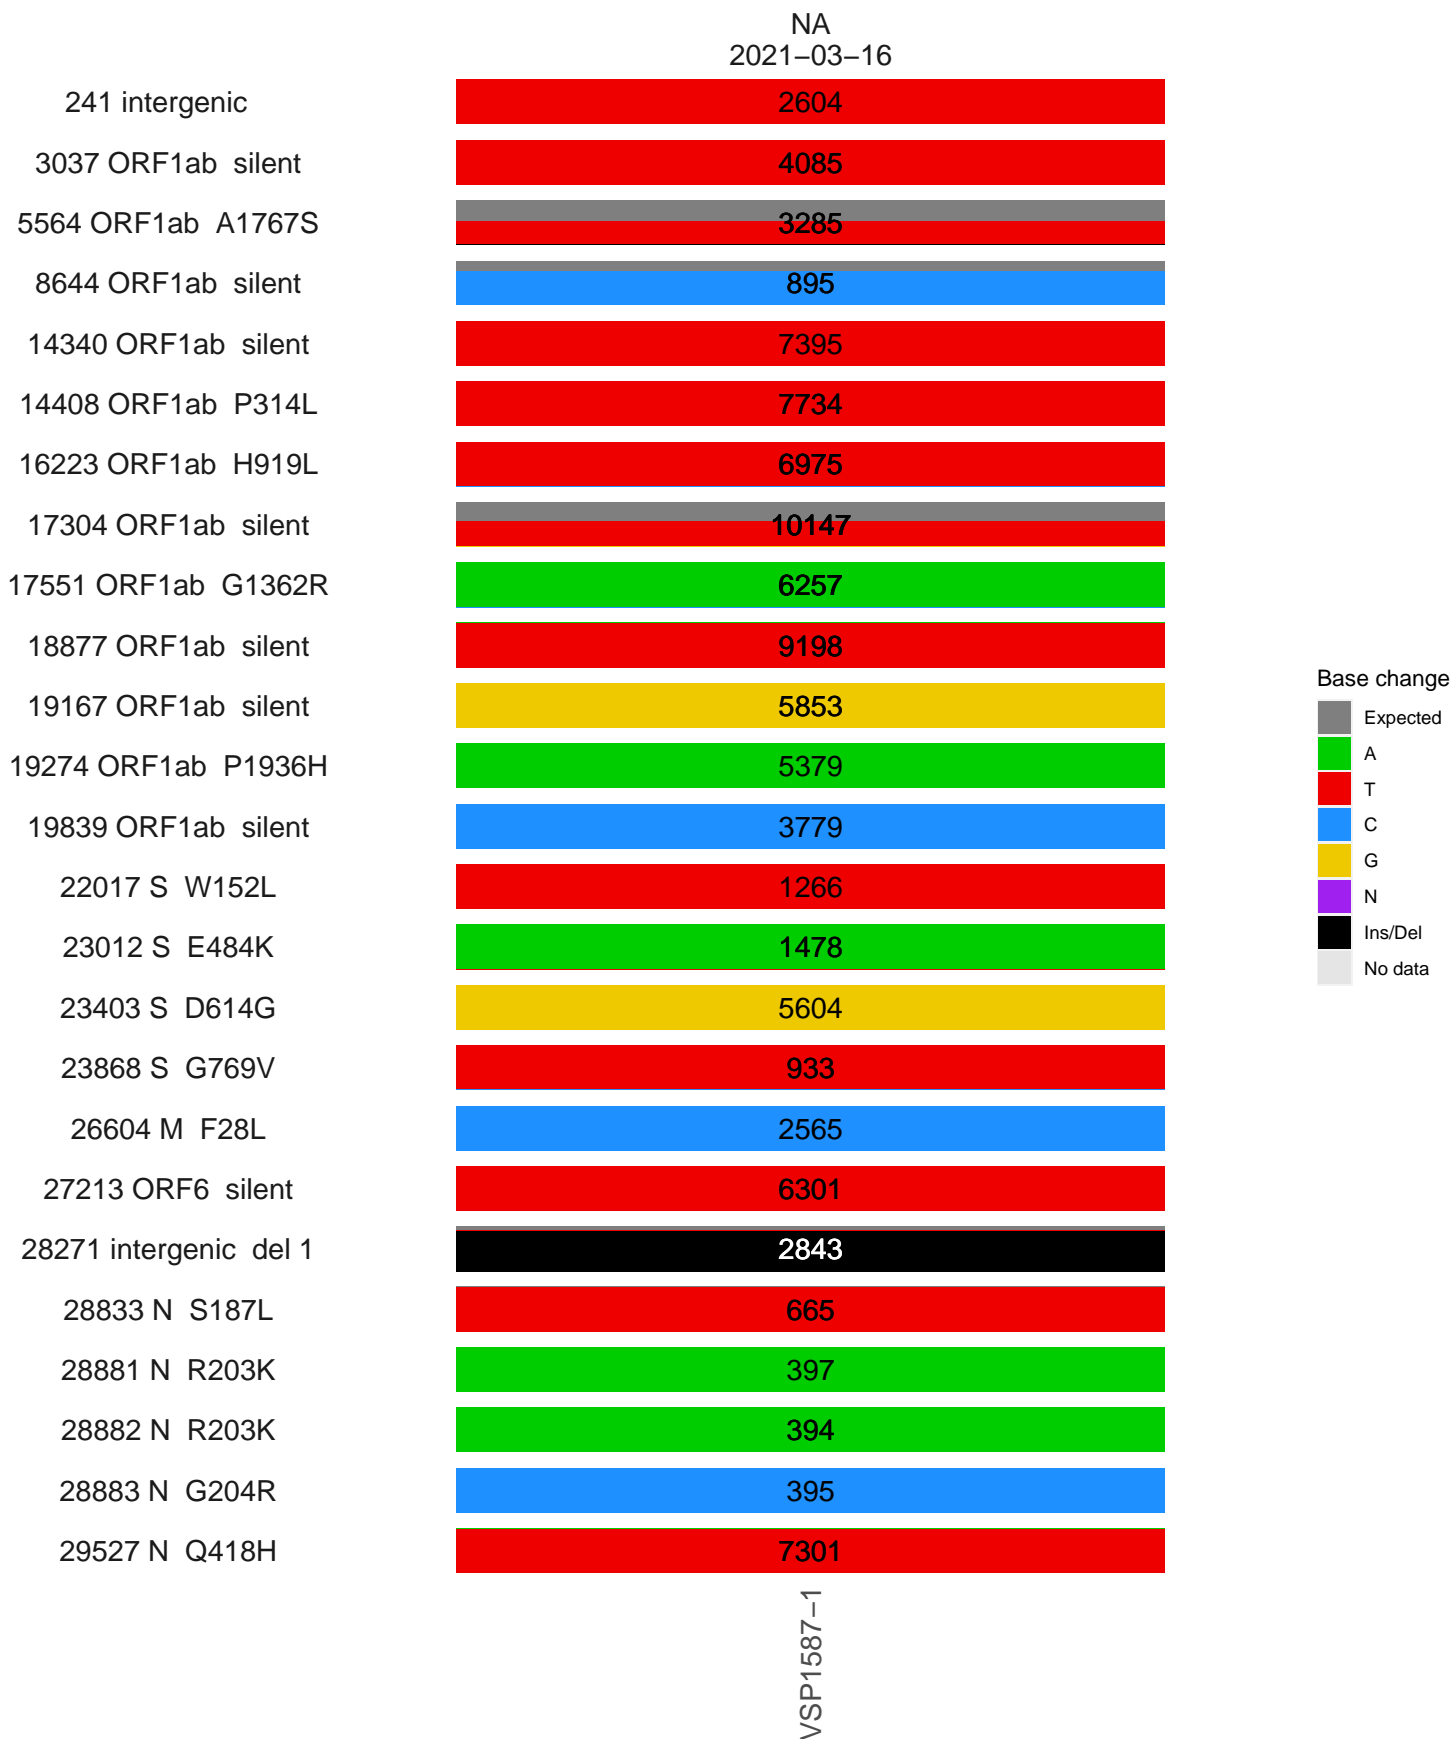 NA
2021−03−16
241 intergenic 2604
3037 ORF1ab silent 4085
5564 ORF1ab A1767S 3285
8644 ORF1ab silent 895
14340 ORF1ab silent 7395
14408 ORF1ab P314L 7734
16223 ORF1ab H919L 6975
17304 ORF1ab silent 10147
17551 ORF1ab G1362R 6257
18877 ORF1ab silent 9198
19167 ORF1ab silent 5853
19274 ORF1ab P1936H 5379
19839 ORF1ab silent 3779
22017 S W152L 1266
23012 S E484K 1478
23403 S D614G 5604
23868 S G769V 933
26604 M F28L 2565
27213 ORF6 silent 6301
28271 intergenic del 1 2843
28833 N S187L 665
28881 N R203K 397
28882 N R203K 394
28883 N G204R 395
29527 N Q418H 7301
VSP1587−1
Base change
Expected
A
T
C
G
N
Ins/Del
No data